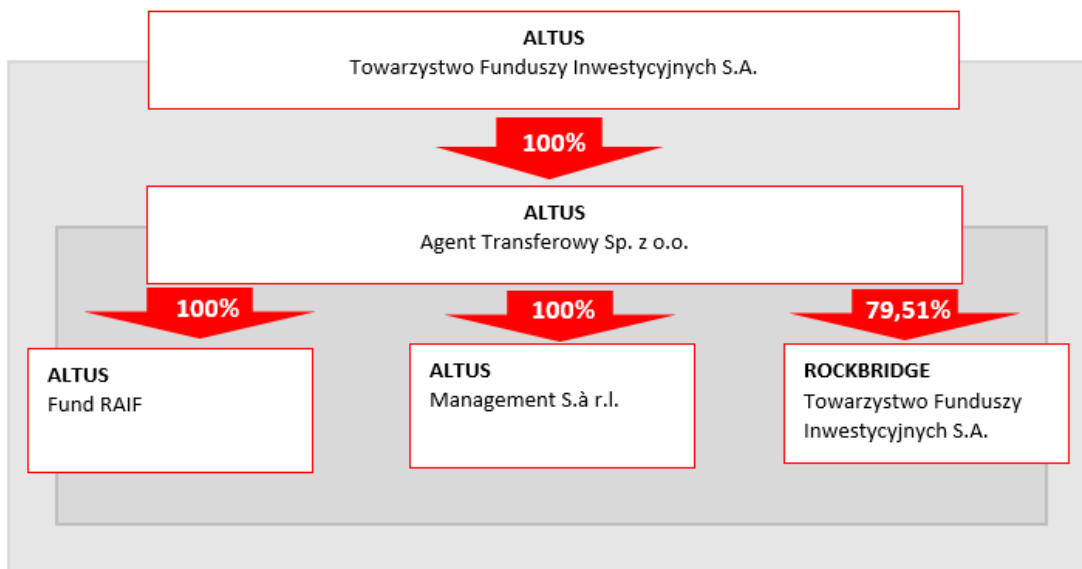 ALTUS
Towarzystwo Funduszy Inwestycyjnych S.A.
100%
ALTUS
Agent Transferowy Sp. z o.o.
100%
100%
79,51%
ALTUS
Fund RAIF
ALTUS
Management S.à r.l.
ROCKBRIDGE
Towarzystwo Funduszy
Inwestycyjnych S.A.